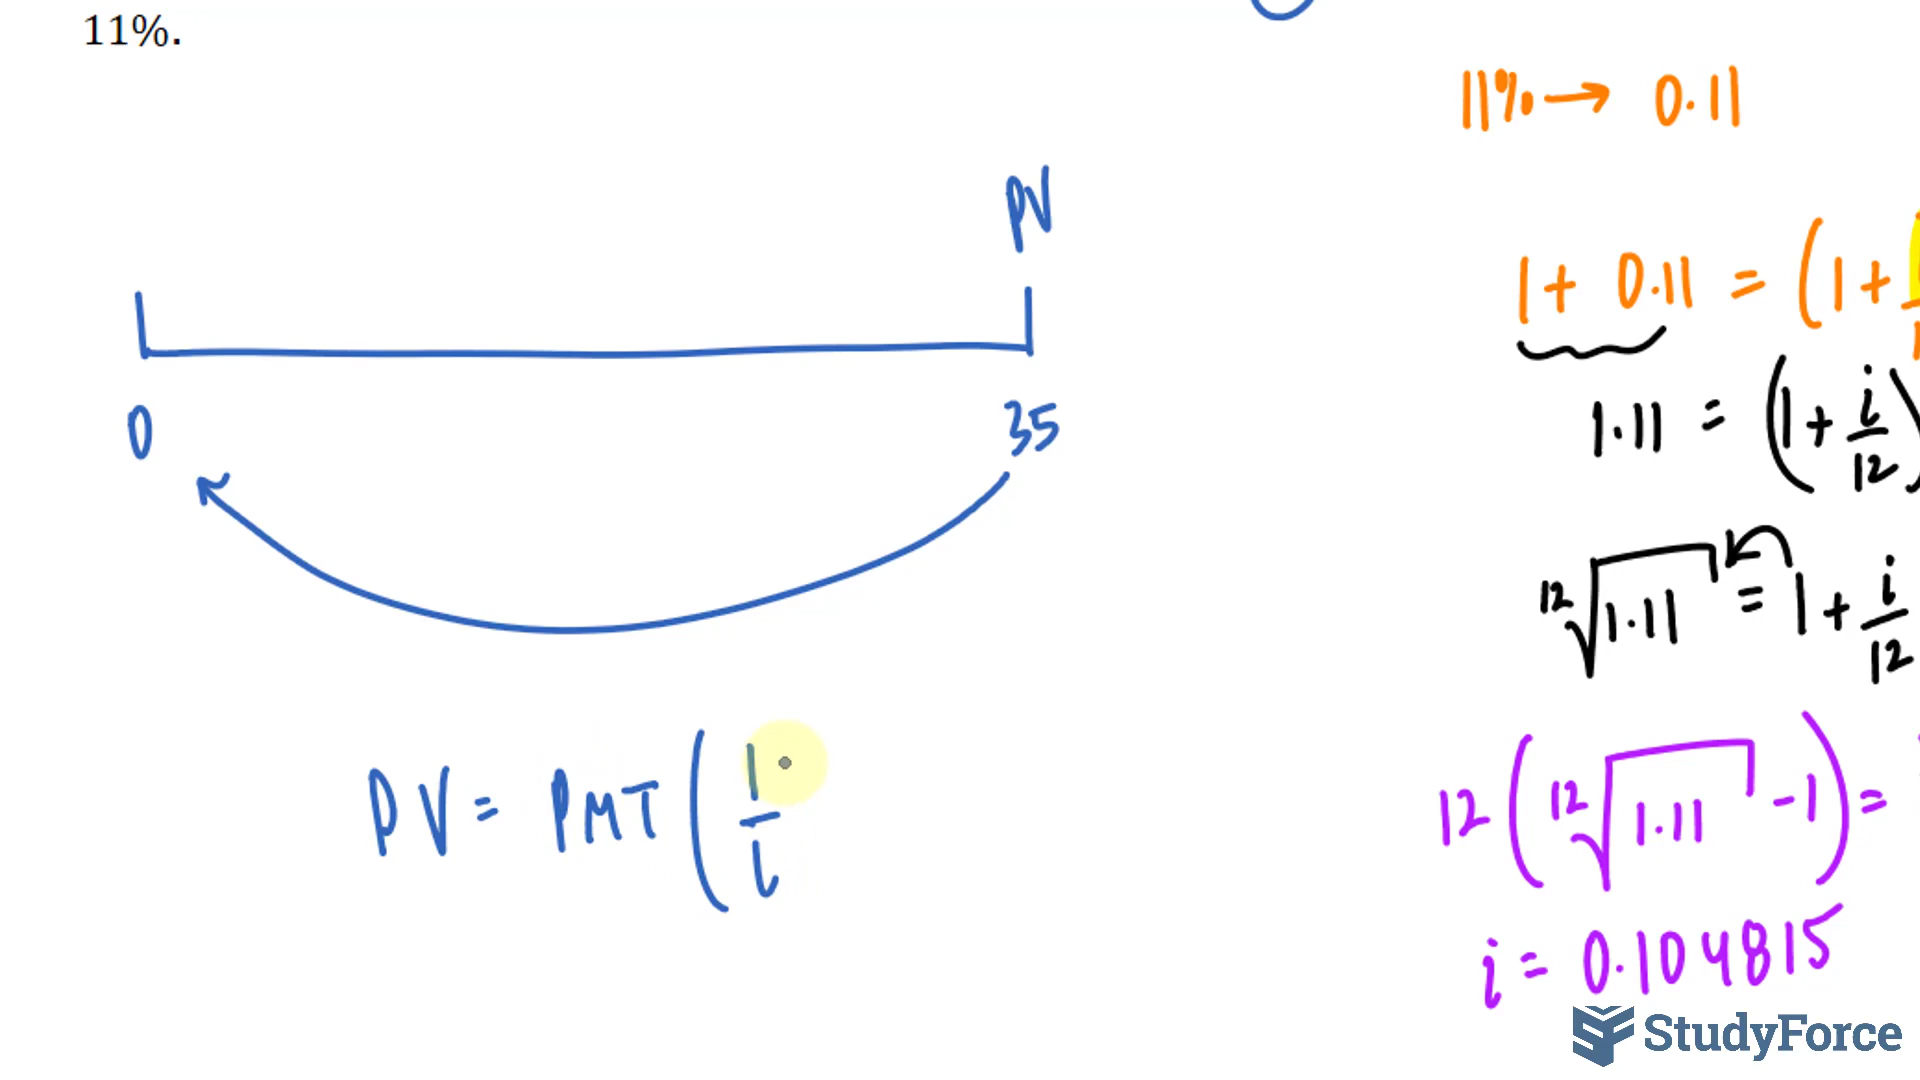 11%.
11% → 0.11
PV
1 + 0.11 = (1 +
1.11 = (1 + i/12)
0 35
12√1.11 = 1 + i/12
PV = PMT ( 1/i
12 ( 12√1.11 - 1 ) =
i = 0.104815
StudyForce